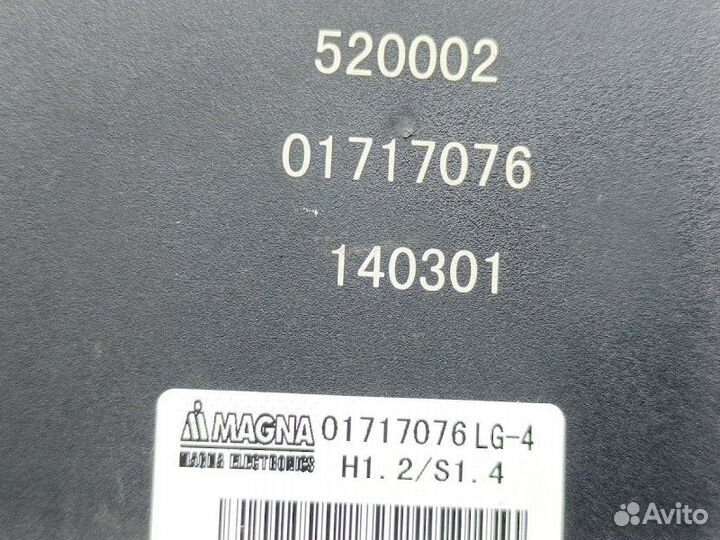 520002
01717076
140301
MAGNA 01717076 LG-4
MAGNA ELECTRONICS H1.2/S1.4
Avito